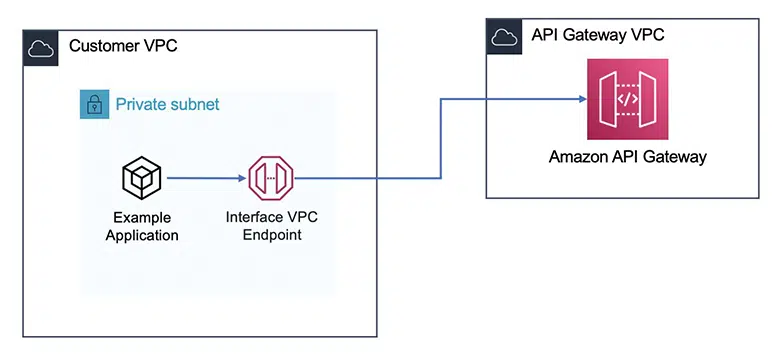 Customer VPC
Private subnet
Example
Application
Interface VPC
Endpoint
API Gateway VPC
</>
Amazon API Gateway